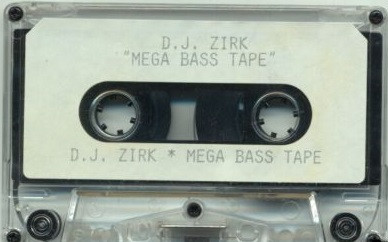 D.J. ZIRK
"MEGA BASS TAPE"
D.J. ZIRK * MEGA BASS TAPE